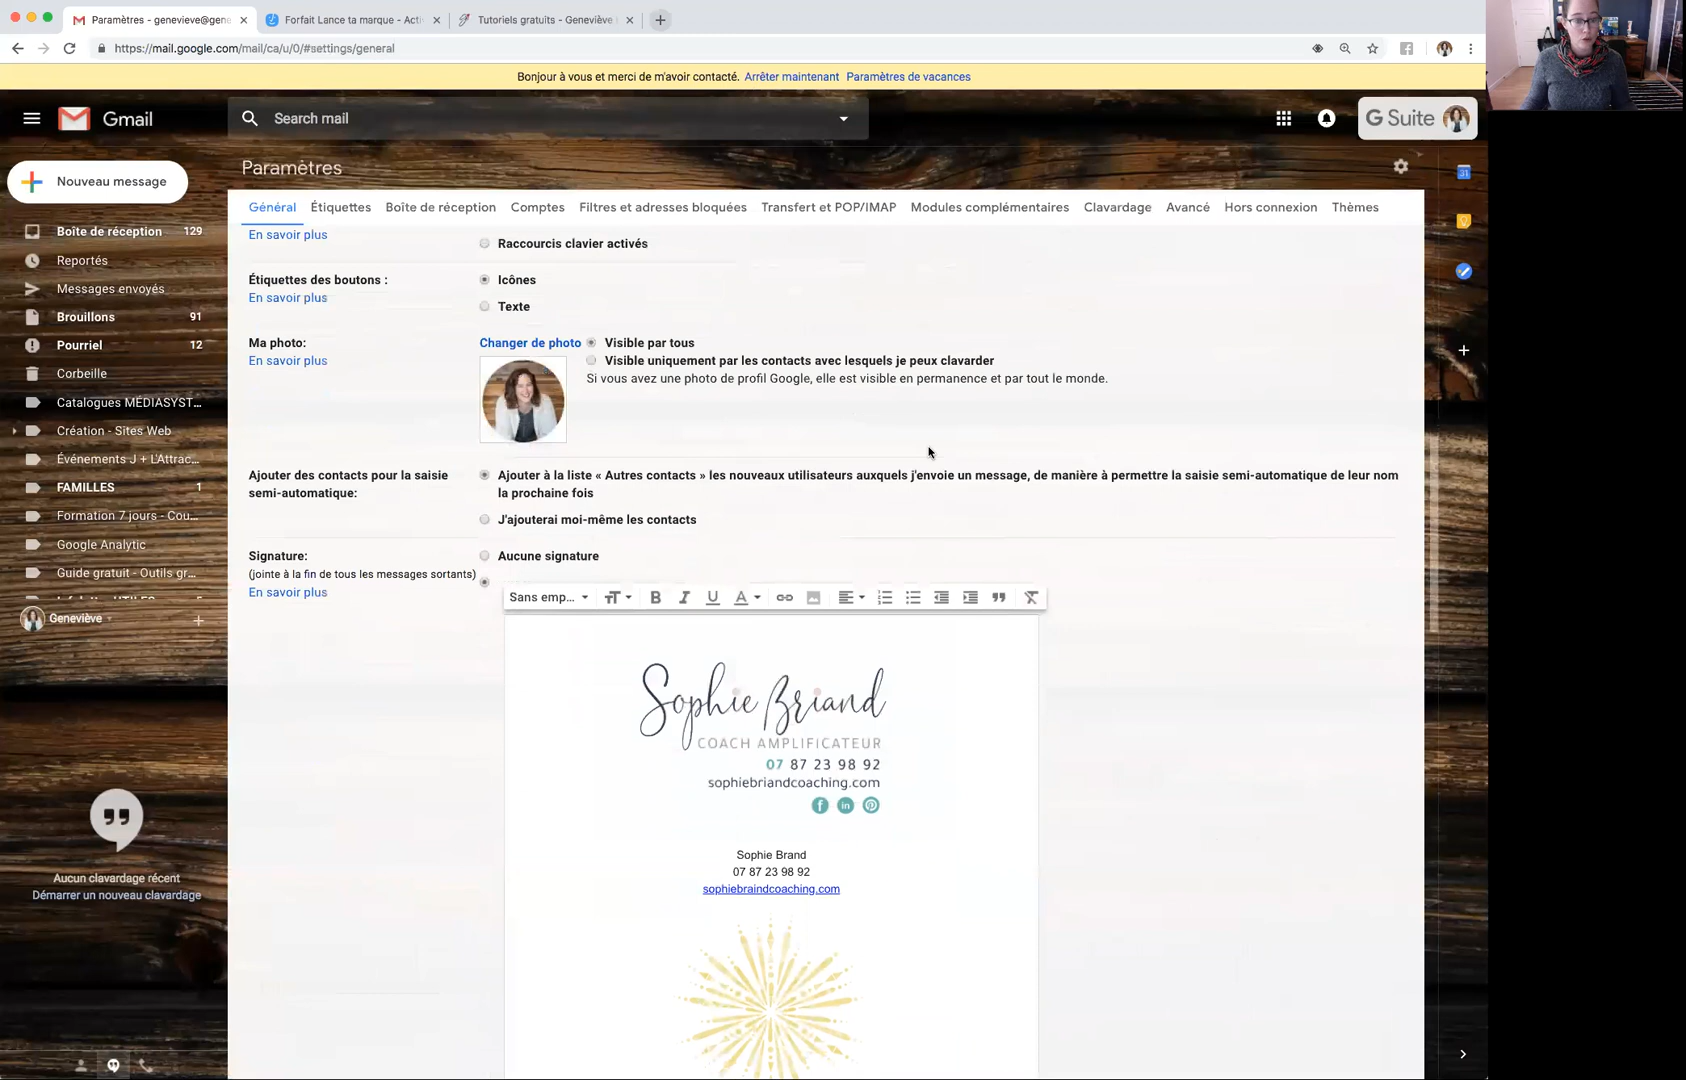 Paramètres - genevieve@gene
Forfait Lance ta marque - Acti
Tutoriels gratuits - Geneviève
https://mail.google.com/mail/ca/u/0/#settings/general
Bonjour à vous et merci de m'avoir contacté. Arrêter maintenant Paramètres de vacances
Gmail
Search mail
G Suite
Paramètres
Nouveau message
Général Étiquettes Boîte de réception Comptes Filtres et adresses bloquées Transfert et POP/IMAP Modules complémentaires Clavardage Avancé Hors connexion Thèmes
Boîte de réception 129
Reportés
Messages envoyés
Brouillons 91
Pourriel 12
Corbeille
Catalogues MÉDIASYST...
Création - Sites Web
Événements J + L'Attrac...
FAMILLES 1
Formation 7 jours - Cou...
Google Analytic
Guide gratuit - Outils gr...
Geneviève
Aucun clavardage récent
Démarrer un nouveau clavardage
En savoir plus
Raccourcis clavier activés
Étiquettes des boutons :
En savoir plus
Icônes
Texte
Ma photo:
En savoir plus
Changer de photo
Visible par tous
Visible uniquement par les contacts avec lesquels je peux clavarder
Si vous avez une photo de profil Google, elle est visible en permanence et par tout le monde.
Ajouter des contacts pour la saisie
semi-automatique:
Ajouter à la liste « Autres contacts » les nouveaux utilisateurs auxquels j'envoie un message, de manière à permettre la saisie semi-automatique de leur nom
la prochaine fois
J'ajouterai moi-même les contacts
Signature:
(jointe à la fin de tous les messages sortants)
En savoir plus
Aucune signature
Sans emp...
Sophie Briand
COACH AMPLIFICATEUR
07 87 23 98 92
sophiebriandcoaching.com
Sophie Brand
07 87 23 98 92
sophiebraindcoaching.com
31